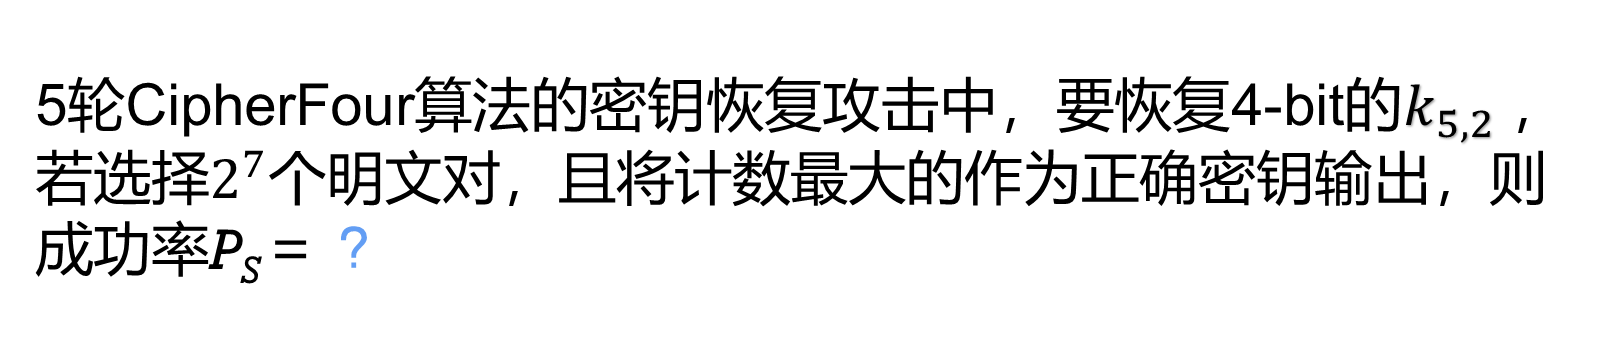 5轮CipherFour算法的密钥恢复攻击中，要恢复4-bit的𝑘₅,₂，
若选择2⁷个明文对，且将计数最大的作为正确密钥输出，则
成功率𝑷ₛ = ？